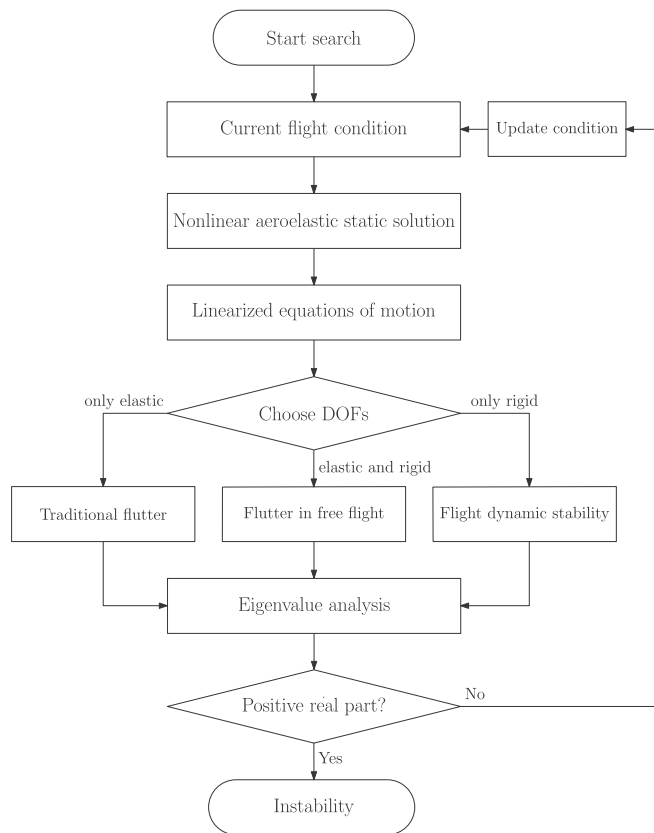 Start search
Current flight condition
Update condition
Nonlinear aeroelastic static solution
Linearized equations of motion
only elastic
Choose DOFs
only rigid
elastic and rigid
Traditional flutter
Flutter in free flight
Flight dynamic stability
Eigenvalue analysis
Positive real part?
No
Yes
Instability